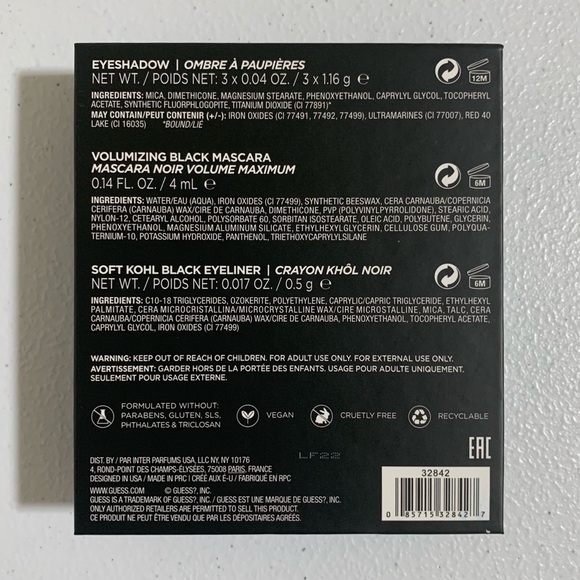 EYESHADOW | OMBRE À PAUPIÈRES
NET WT. / POIDS NET: 3 x 0.04 OZ. / 3 x 1.16 g ℮
12M
INGREDIENTS: MICA, DIMETHICONE, MAGNESIUM STEARATE, PHENOXYETHANOL, CAPRYLYL GLYCOL, TOCOPHERYL
ACETATE, SYNTHETIC FLUORPHLOGOPITE, TITANIUM DIOXIDE (CI 77891)*
MAY CONTAIN/PEUT CONTENIR (+/-): IRON OXIDES (CI 77491, 77492, 77499), ULTRAMARINES (CI 77007), RED 40
LAKE (CI 16035) *BOUND/LIÉ
VOLUMIZING BLACK MASCARA
MASCARA NOIR VOLUME MAXIMUM
0.14 FL. OZ. / 4 mL ℮
6M
INGREDIENTS: WATER/EAU (AQUA), IRON OXIDES (CI 77499), SYNTHETIC BEESWAX, CERA CARNAUBA/COPERNICIA
CERIFERA (CARNAUBA) WAX/CIRE DE CARNAUBA, DIMETHICONE, PVP (POLYVINYLPYRROLIDONE), STEARIC ACID,
NYLON-12, CETEARYL ALCOHOL, POLYSORBATE 60, SORBITAN ISOSTEARATE, OLEIC ACID, POLYBUTENE, GLYCERIN,
PHENOXYETHANOL, MAGNESIUM ALUMINUM SILICATE, ETHYLHEXYLGLYCERIN, CELLULOSE GUM, POLYQUA-
TERNIUM-10, POTASSIUM HYDROXIDE, PANTHENOL, TRIETHOXYCAPRYLYLSILANE
SOFT KOHL BLACK EYELINER | CRAYON KHÔL NOIR
NET WT. / POIDS NET: 0.017 OZ. / 0.5 g ℮
6M
INGREDIENTS: C10-18 TRIGLYCERIDES, OZOKERITE, POLYETHYLENE, CAPRYLIC/CAPRIC TRIGLYCERIDE, ETHYLHEXYL
PALMITATE, CERA MICROCRISTALLINA/MICROCRYSTALLINE WAX/CIRE MICROSTALLINE, MICA, TALC, CERA
CARNAUBA/COPERNICIA CERIFERA (CARNAUBA) WAX/CIRE DE CARNAUBA, PHENOXYETHANOL, TOCOPHERYL ACETATE,
CAPRYLYL GLYCOL, IRON OXIDES (CI 77499)
WARNING: KEEP OUT OF REACH OF CHILDREN. FOR ADULT USE ONLY. FOR EXTERNAL USE ONLY.
AVERTISSEMENT: GARDER HORS DE LA PORTÉE DES ENFANTS. USAGE POUR ADULTE UNIQUEMENT.
SEULEMENT POUR USAGE EXTERNE.
FORMULATED WITHOUT:
PARABENS, GLUTEN, SLS,
PHTHALATES & TRICLOSAN
VEGAN
CRUELTY FREE
RECYCLABLE
LF22
EAC
DIST. BY / PAR INTER PARFUMS USA, LLC NY, NY 10176
4, ROND-POINT DES CHAMPS-ÉLYSÉES, 75008 PARIS, FRANCE
DESIGNED IN USA / MADE IN PRC | CRÉÉ AUX É-U / FABRIQUÉ EN RPC
WWW.GUESS.COM © GUESS?, INC.
GUESS IS A TRADEMARK OF GUESS?, INC. / GUESS EST UNE MARQUE DE GUESS?, INC.
ONLY AUTHORIZED RETAILERS ARE PERMITTED TO SELL THIS PRODUCT.
CE PRODUIT NE PEUT ÊTRE VENDU QUE PAR DES DÉPOSITAIRES AGRÉÉS.
32842
0 85715 32842 7